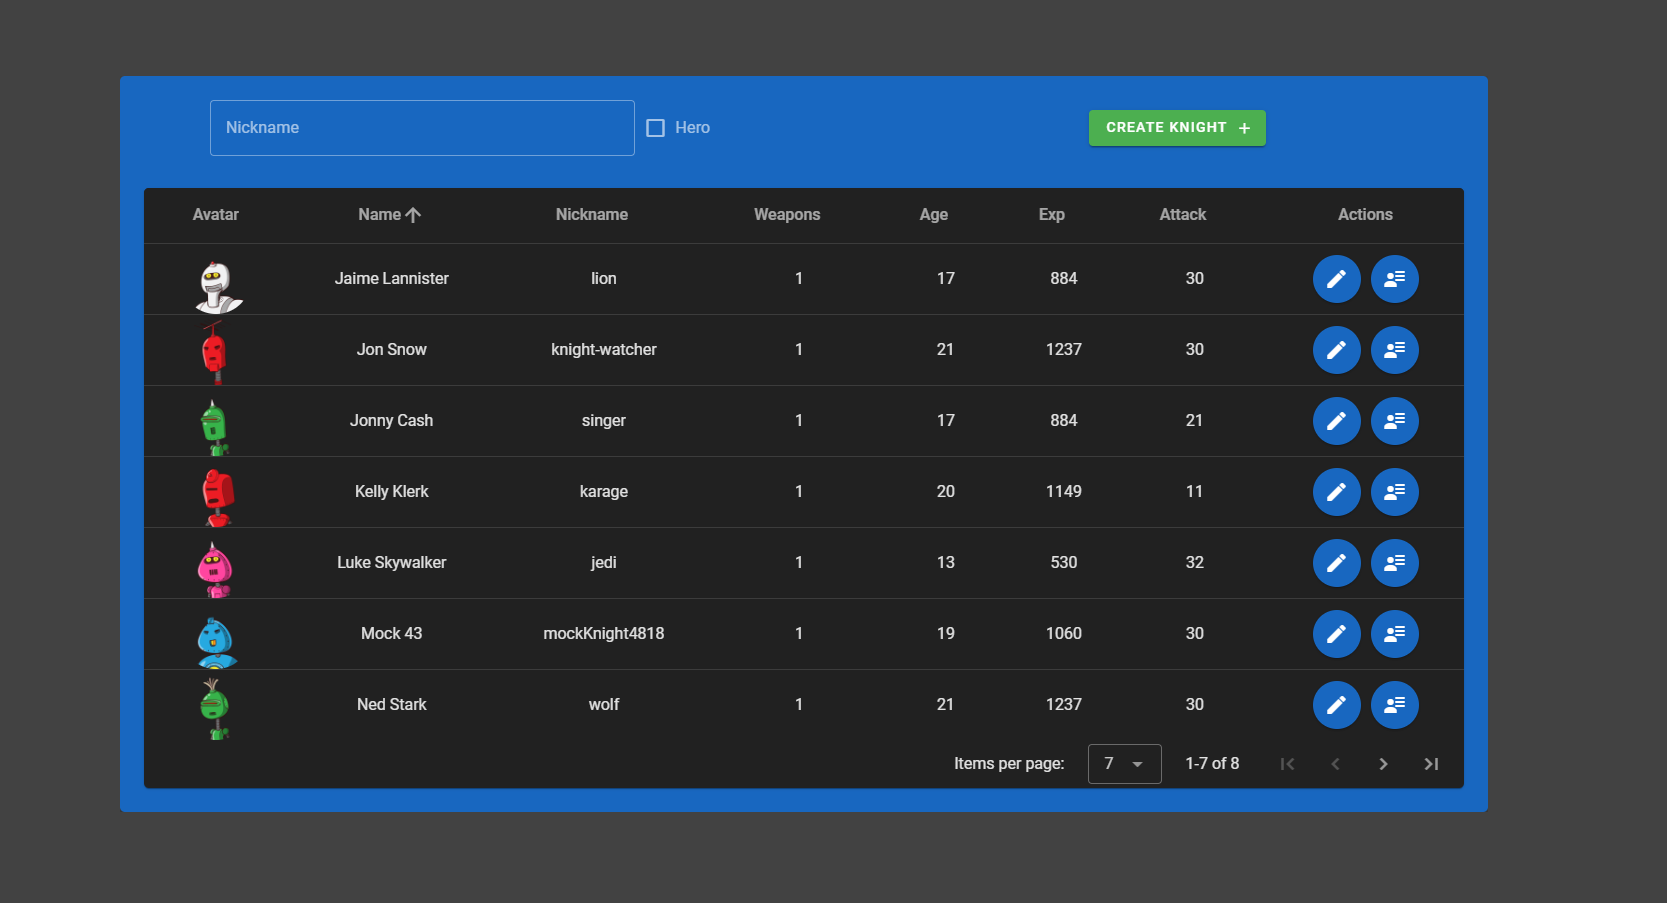 Nickname Hero CREATE KNIGHT +
Avatar Name Nickname Weapons Age Exp Attack Actions
Jaime Lannister lion 1 17 884 30
Jon Snow knight-watcher 1 21 1237 30
Jonny Cash singer 1 17 884 21
Kelly Klerk karage 1 20 1149 11
Luke Skywalker jedi 1 13 530 32
Mock 43 mockKnight4818 1 19 1060 30
Ned Stark wolf 1 21 1237 30
Items per page: 7 1-7 of 8